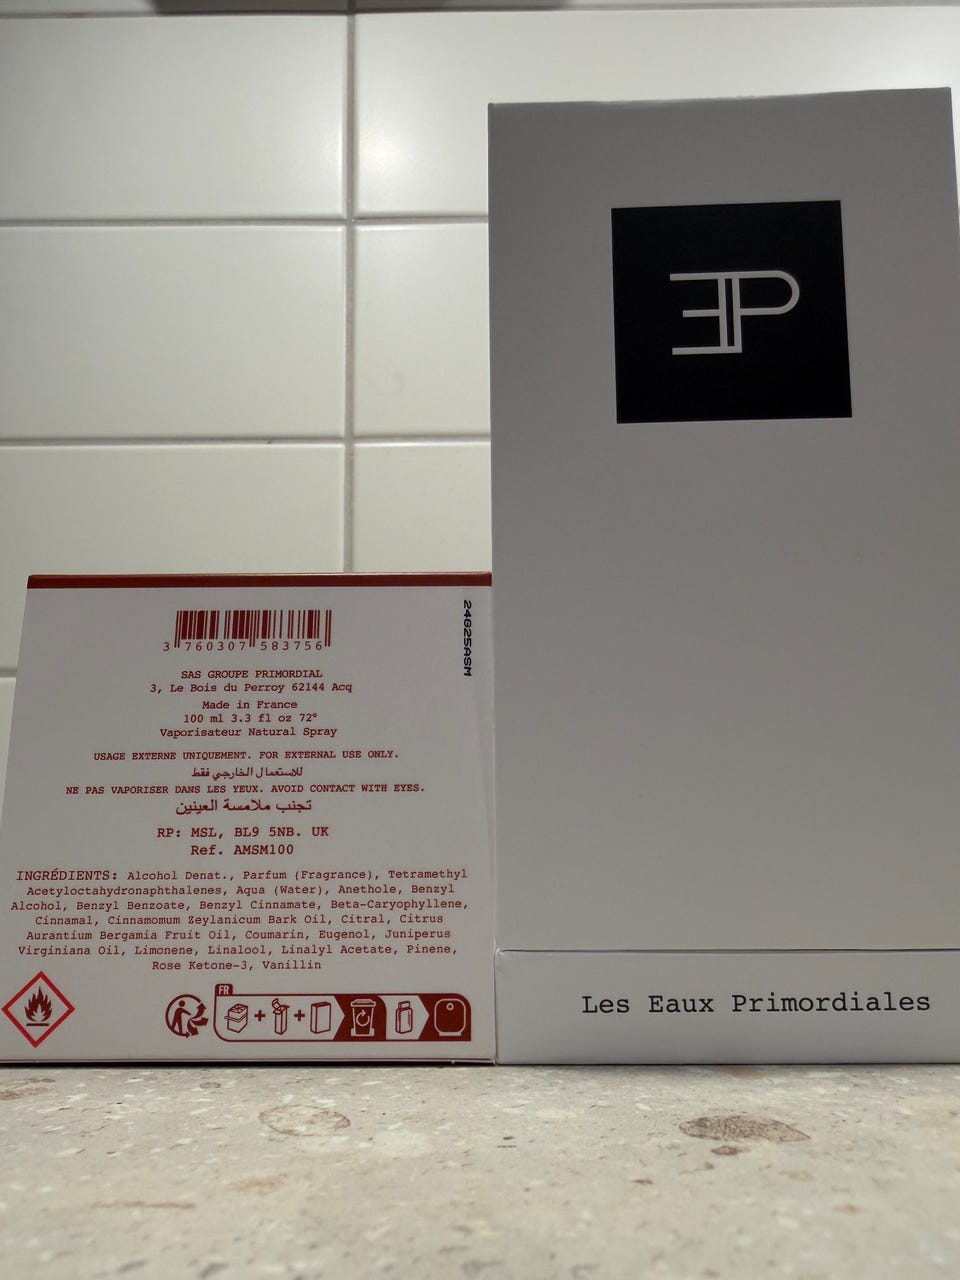 3 760307 583756
24G25ASM
SAS GROUPE PRIMORDIAL
3, Le Bois du Perroy 62144 Acq
Made in France
100 ml 3.3 fl oz 72°
Vaporisateur Natural Spray
USAGE EXTERNE UNIQUEMENT. FOR EXTERNAL USE ONLY.
للاستعمال الخارجي فقط
NE PAS VAPORISER DANS LES YEUX. AVOID CONTACT WITH EYES.
تجنب ملامسة العينين
RP: MSL, BL9 5NB. UK
Ref. AMSM100
INGRÉDIENTS: Alcohol Denat., Parfum (Fragrance), Tetramethyl
Acetyloctahydronaphthalenes, Aqua (Water), Anethole, Benzyl
Alcohol, Benzyl Benzoate, Benzyl Cinnamate, Beta-Caryophyllene,
Cinnamal, Cinnamomum Zeylanicum Bark Oil, Citral, Citrus
Aurantium Bergamia Fruit Oil, Coumarin, Eugenol, Juniperus
Virginiana Oil, Limonene, Linalool, Linalyl Acetate, Pinene,
Rose Ketone-3, Vanillin
FR
EP
Les Eaux Primordiales